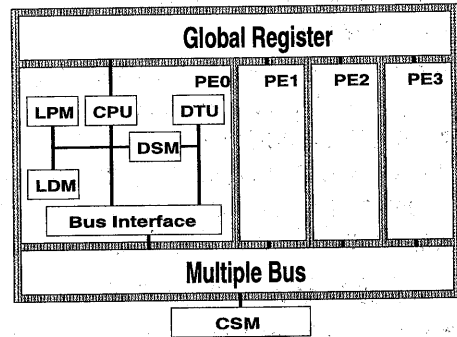 Global Register
PE0 PE1 PE2 PE3
LPM CPU DTU
DSM
LDM
Bus Interface
Multiple Bus
CSM